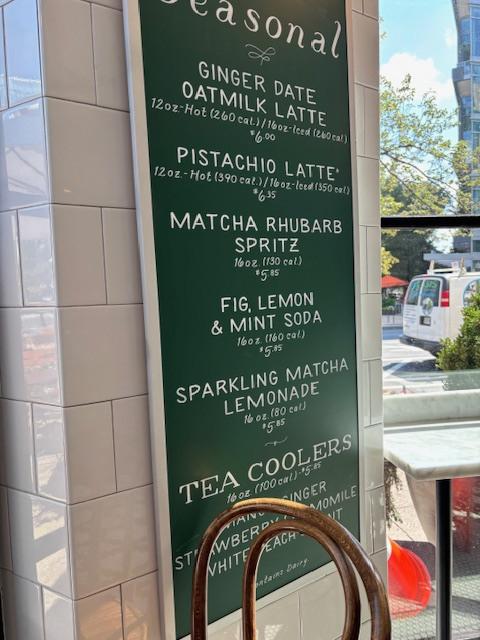 Seasonal
GINGER DATE
OATMILK LATTE
12oz.-Hot (260 cal.) / 16oz-Iced (260cal)
$6.00
PISTACHIO LATTE*
12oz.-Hot (390 cal.) / 16oz-Iced (350 cal)
$6.35
MATCHA RHUBARB
SPRITZ
16oz. (130 cal.)
$5.85
FIG, LEMON
& MINT SODA
16oz. (160 cal.)
$5.85
SPARKLING MATCHA
LEMONADE
16oz. (80 cal.)
$5.85
TEA COOLERS
16oz. (100 cal.)-$5.85
GINGER
STRAWBERRY
WHITE PEACH
Contains Dairy